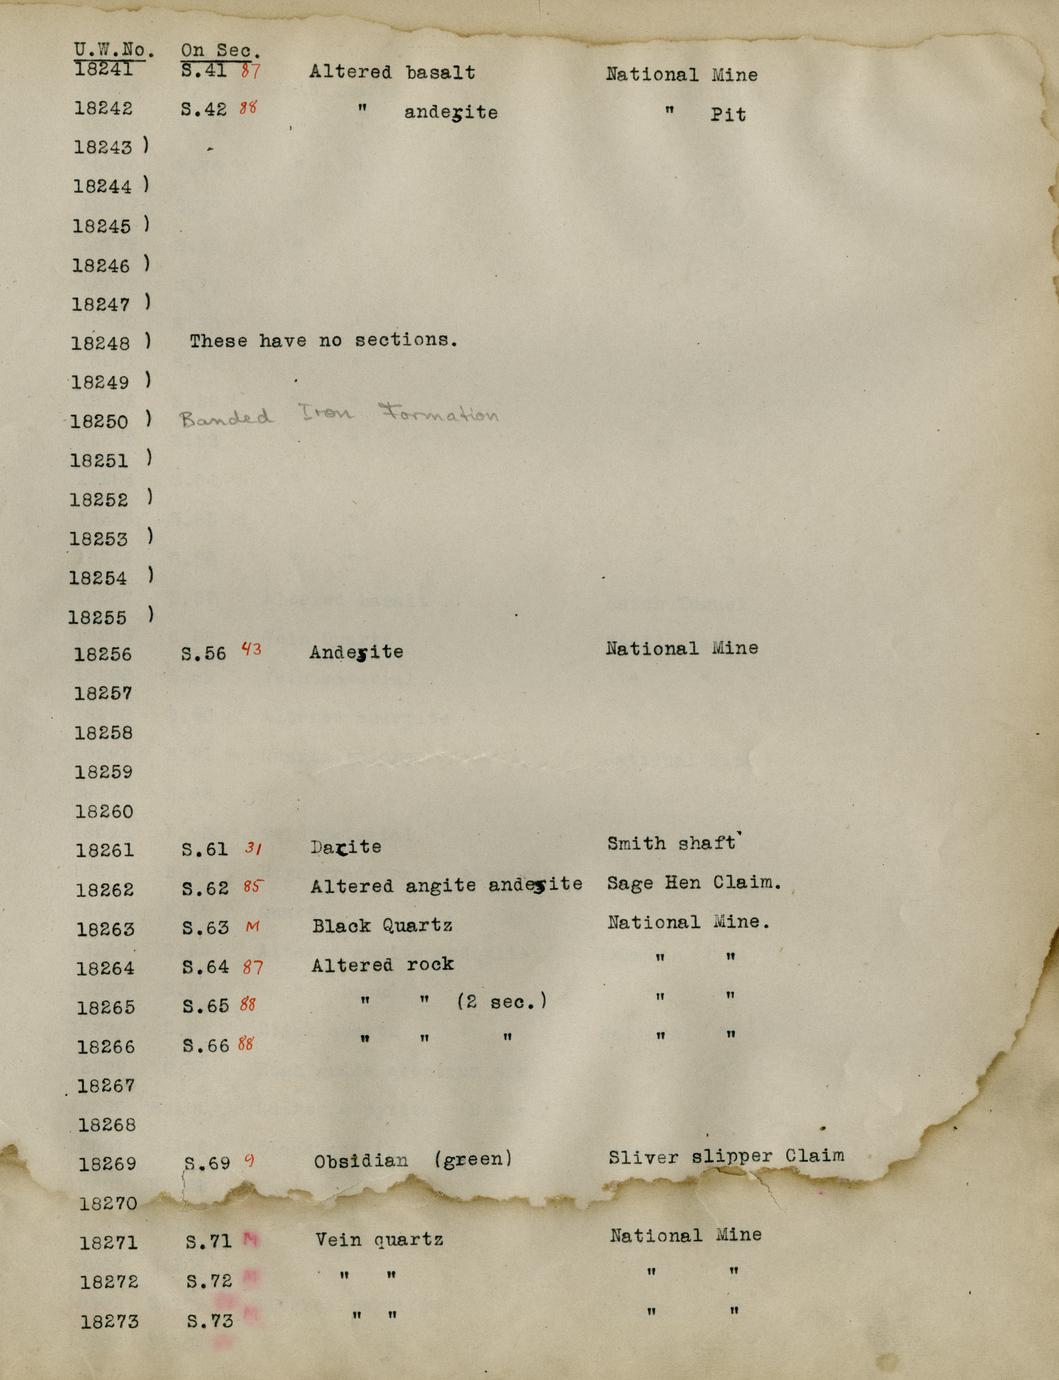 U.W.No. On Sec.
18241 S.41 87 Altered basalt National Mine
18242 S.42 88 " andesite " Pit
18243 )
18244 )
18245 )
18246 )
18247 )
18248 ) These have no sections.
18249 )
18250 ) Banded Iron Formation
18251 )
18252 )
18253 )
18254 )
18255 )
18256 S.56 43 Andesite National Mine
18257
18258
18259
18260
18261 S.61 31 Dacite Smith shaft
18262 S.62 85 Altered angite andesite Sage Hen Claim.
18263 S.63 M Black Quartz National Mine.
18264 S.64 87 Altered rock " "
18265 S.65 88 " " (2 sec.) " "
18266 S.66 88 " " " " "
18267
18268
18269 S.69 9 Obsidian (green) Sliver slipper Claim
18270
18271 S.71 M Vein quartz National Mine
18272 S.72 M " " " "
18273 S.73 M " " " "